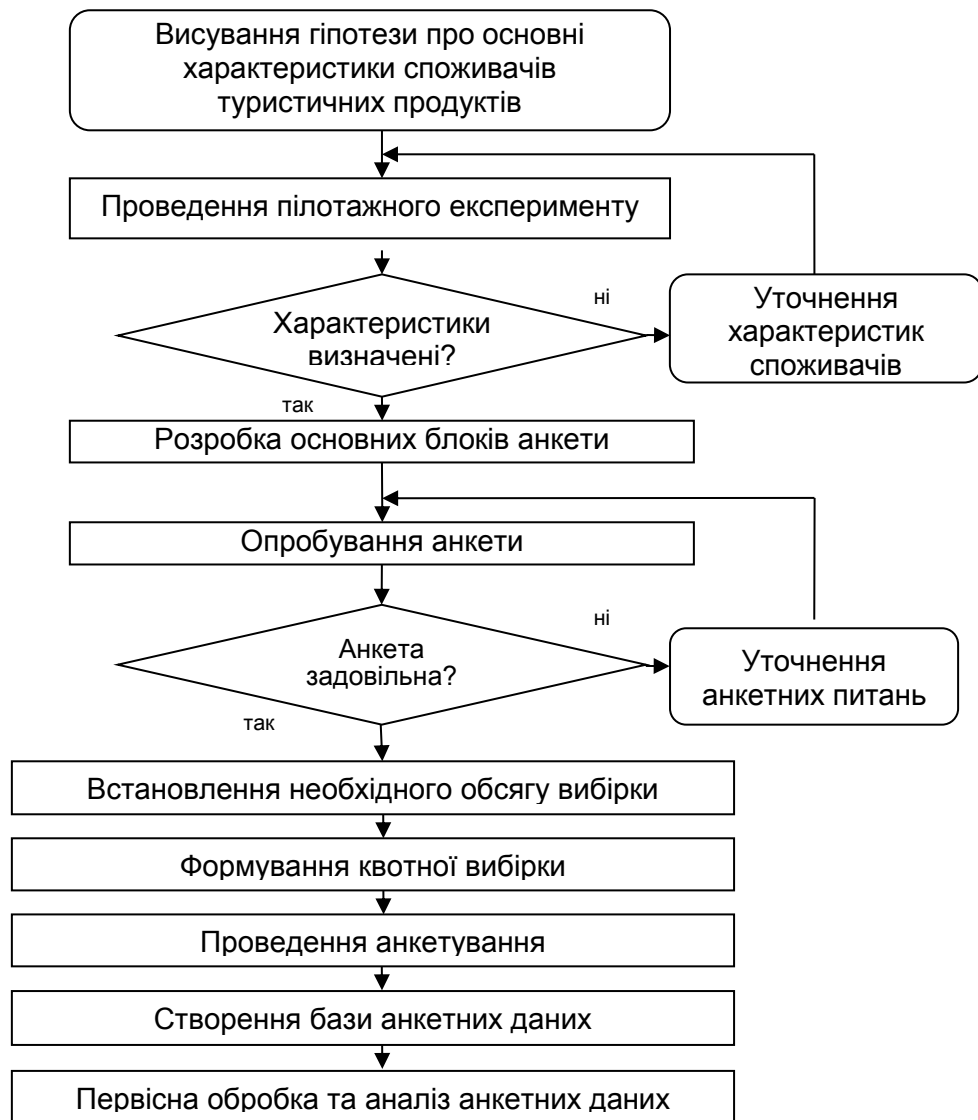 Висування гіпотези про основні
характеристики споживачів
туристичних продуктів
Проведення пілотажного експерименту
ні
Характеристики
визначені?
Уточнення
характеристик
споживачів
так
Розробка основних блоків анкети
Опробування анкети
ні
Анкета
задовільна?
Уточнення
анкетних питань
так
Встановлення необхідного обсягу вибірки
Формування квотної вибірки
Проведення анкетування
Створення бази анкетних даних
Первісна обробка та аналіз анкетних даних